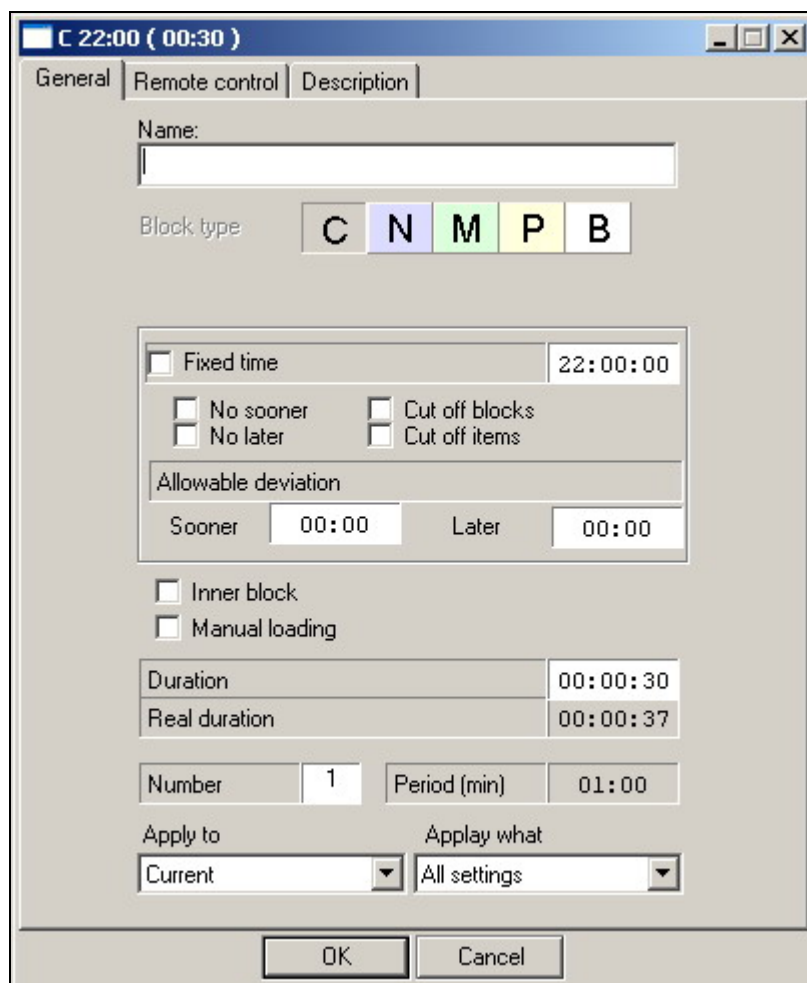 C 22:00 ( 00:30 )
General Remote control Description
Name:
Block type C N M P B
Fixed time 22:00:00
No sooner Cut off blocks
No later Cut off items
Allowable deviation
Sooner 00:00 Later 00:00
Inner block
Manual loading
Duration 00:00:30
Real duration 00:00:37
Number 1 Period (min) 01:00
Apply to Applay what
Current All settings
OK Cancel